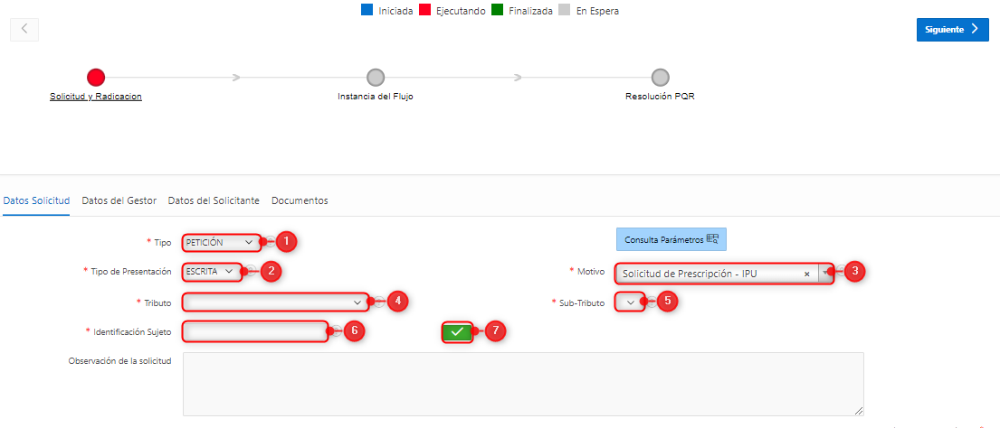 Iniciada Ejecutando Finalizada En Espera
Siguiente
Solicitud y Radicacion Instancia del Flujo Resolución PQR
Datos Solicitud Datos del Gestor Datos del Solicitante Documentos
* Tipo PETICIÓN 1 Consulta Parámetros
* Tipo de Presentación ESCRITA 2 * Motivo Solicitud de Prescripción - IPU × 3
* Tributo 4 * Sub-Tributo 5
* Identificación Sujeto 6 7
Observación de la solicitud